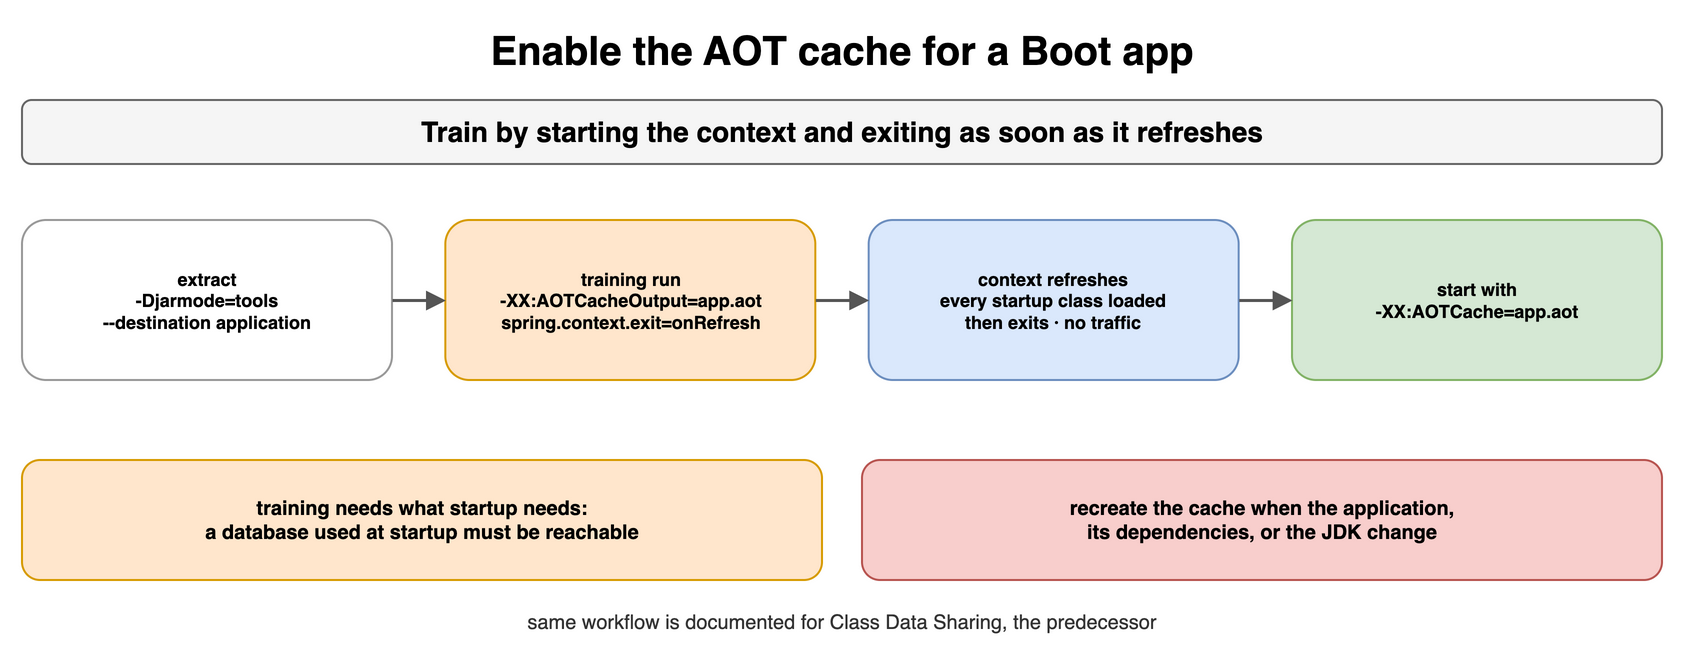 Enable the AOT cache for a Boot app
Train by starting the context and exiting as soon as it refreshes
extract
-Djarmode=tools
--destination application
training run
-XX:AOTCacheOutput=app.aot
spring.context.exit=onRefresh
context refreshes
every startup class loaded
then exits · no traffic
start with
-XX:AOTCache=app.aot
training needs what startup needs:
a database used at startup must be reachable
recreate the cache when the application,
its dependencies, or the JDK change
same workflow is documented for Class Data Sharing, the predecessor